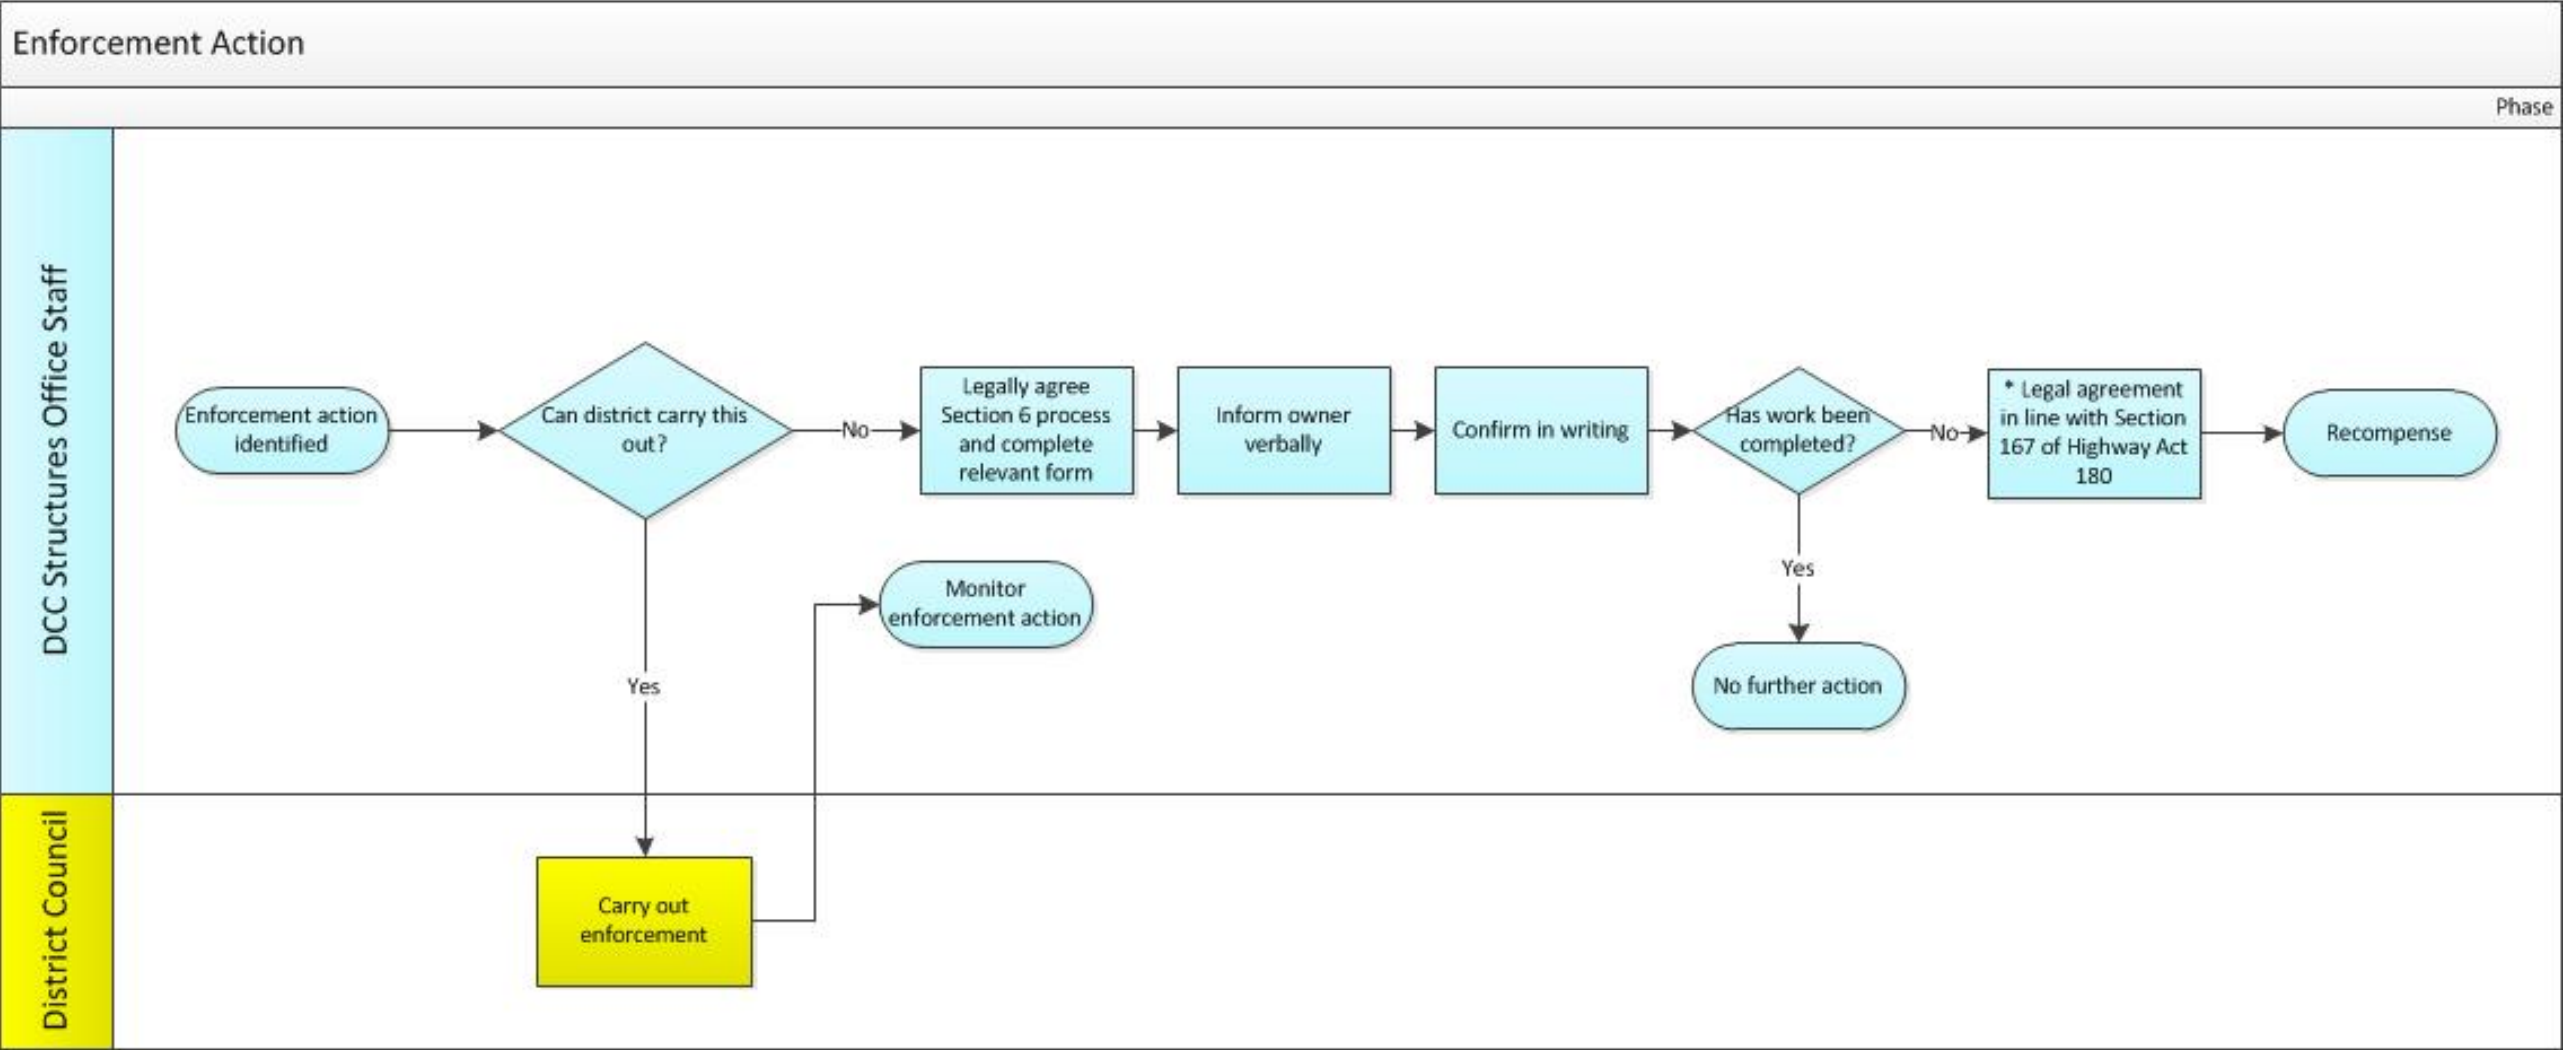 Enforcement Action
Phase
DCC Structures Office Staff
Enforcement action
identified
Can district carry this
out?
No
Legally agree
Section 6 process
and complete
relevant form
Inform owner
verbally
Confirm in writing
Has work been
completed?
No
* Legal agreement
in line with Section
167 of Highway Act
180
Recompense
Monitor
enforcement action
Yes
Yes
No further action
District Council
Carry out
enforcement